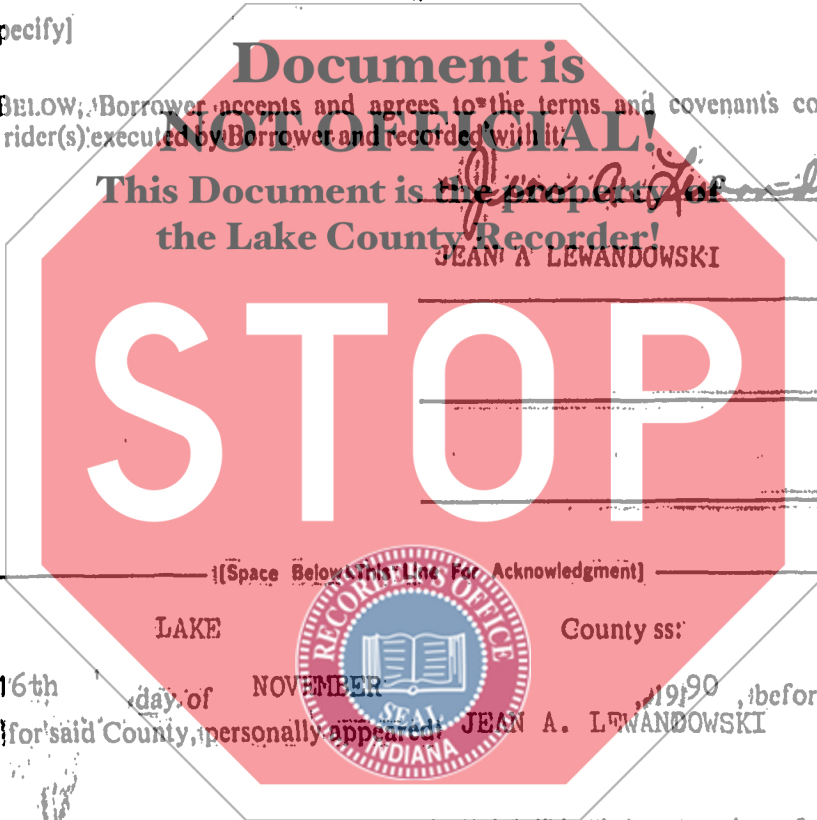 pecify]
Document is
BELOW, Borrower accepts and agrees to the terms and covenants co
NOT OFFICIAL!
rider(s) executed by Borrower and recorded with it.
This Document is the property of
the Lake County Recorder!
JEAN A LEWANDOWSKI
STOP
[Space Below This Line For Acknowledgment]
RECORDER'S OFFICE
LAKE County ss:
16th day of NOVEMBER , 19 90 , befor
SEAL
for said County, personally appeared JEAN A. LEWANDOWSKI
INDIANA